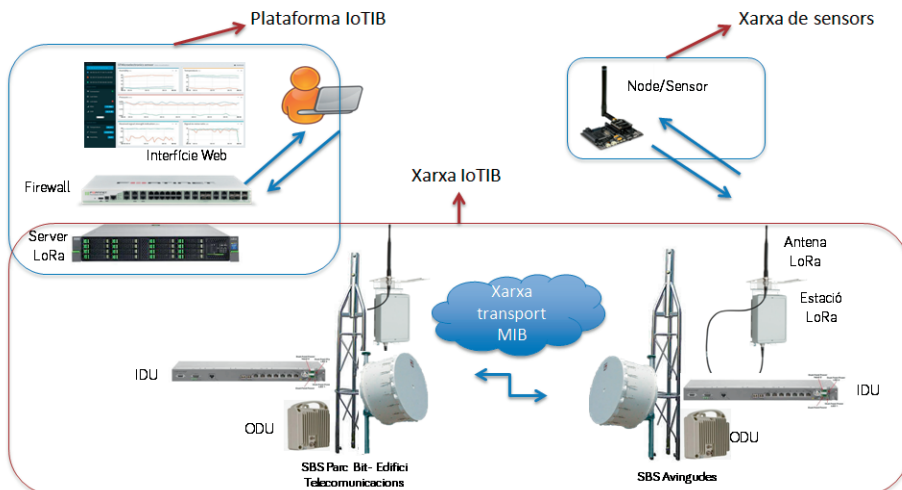 Plataforma IoTIB
Xarxa de sensors
Node/Sensor
Interfície Web
Firewall
Xarxa IoTIB
Server
LoRa
Antena
LoRa
Xarxa
transport
MIB
Estació
LoRa
IDU
IDU
ODU
ODU
SBS Parc Bit- Edifici
Telecomunicacions
SBS Avingudes